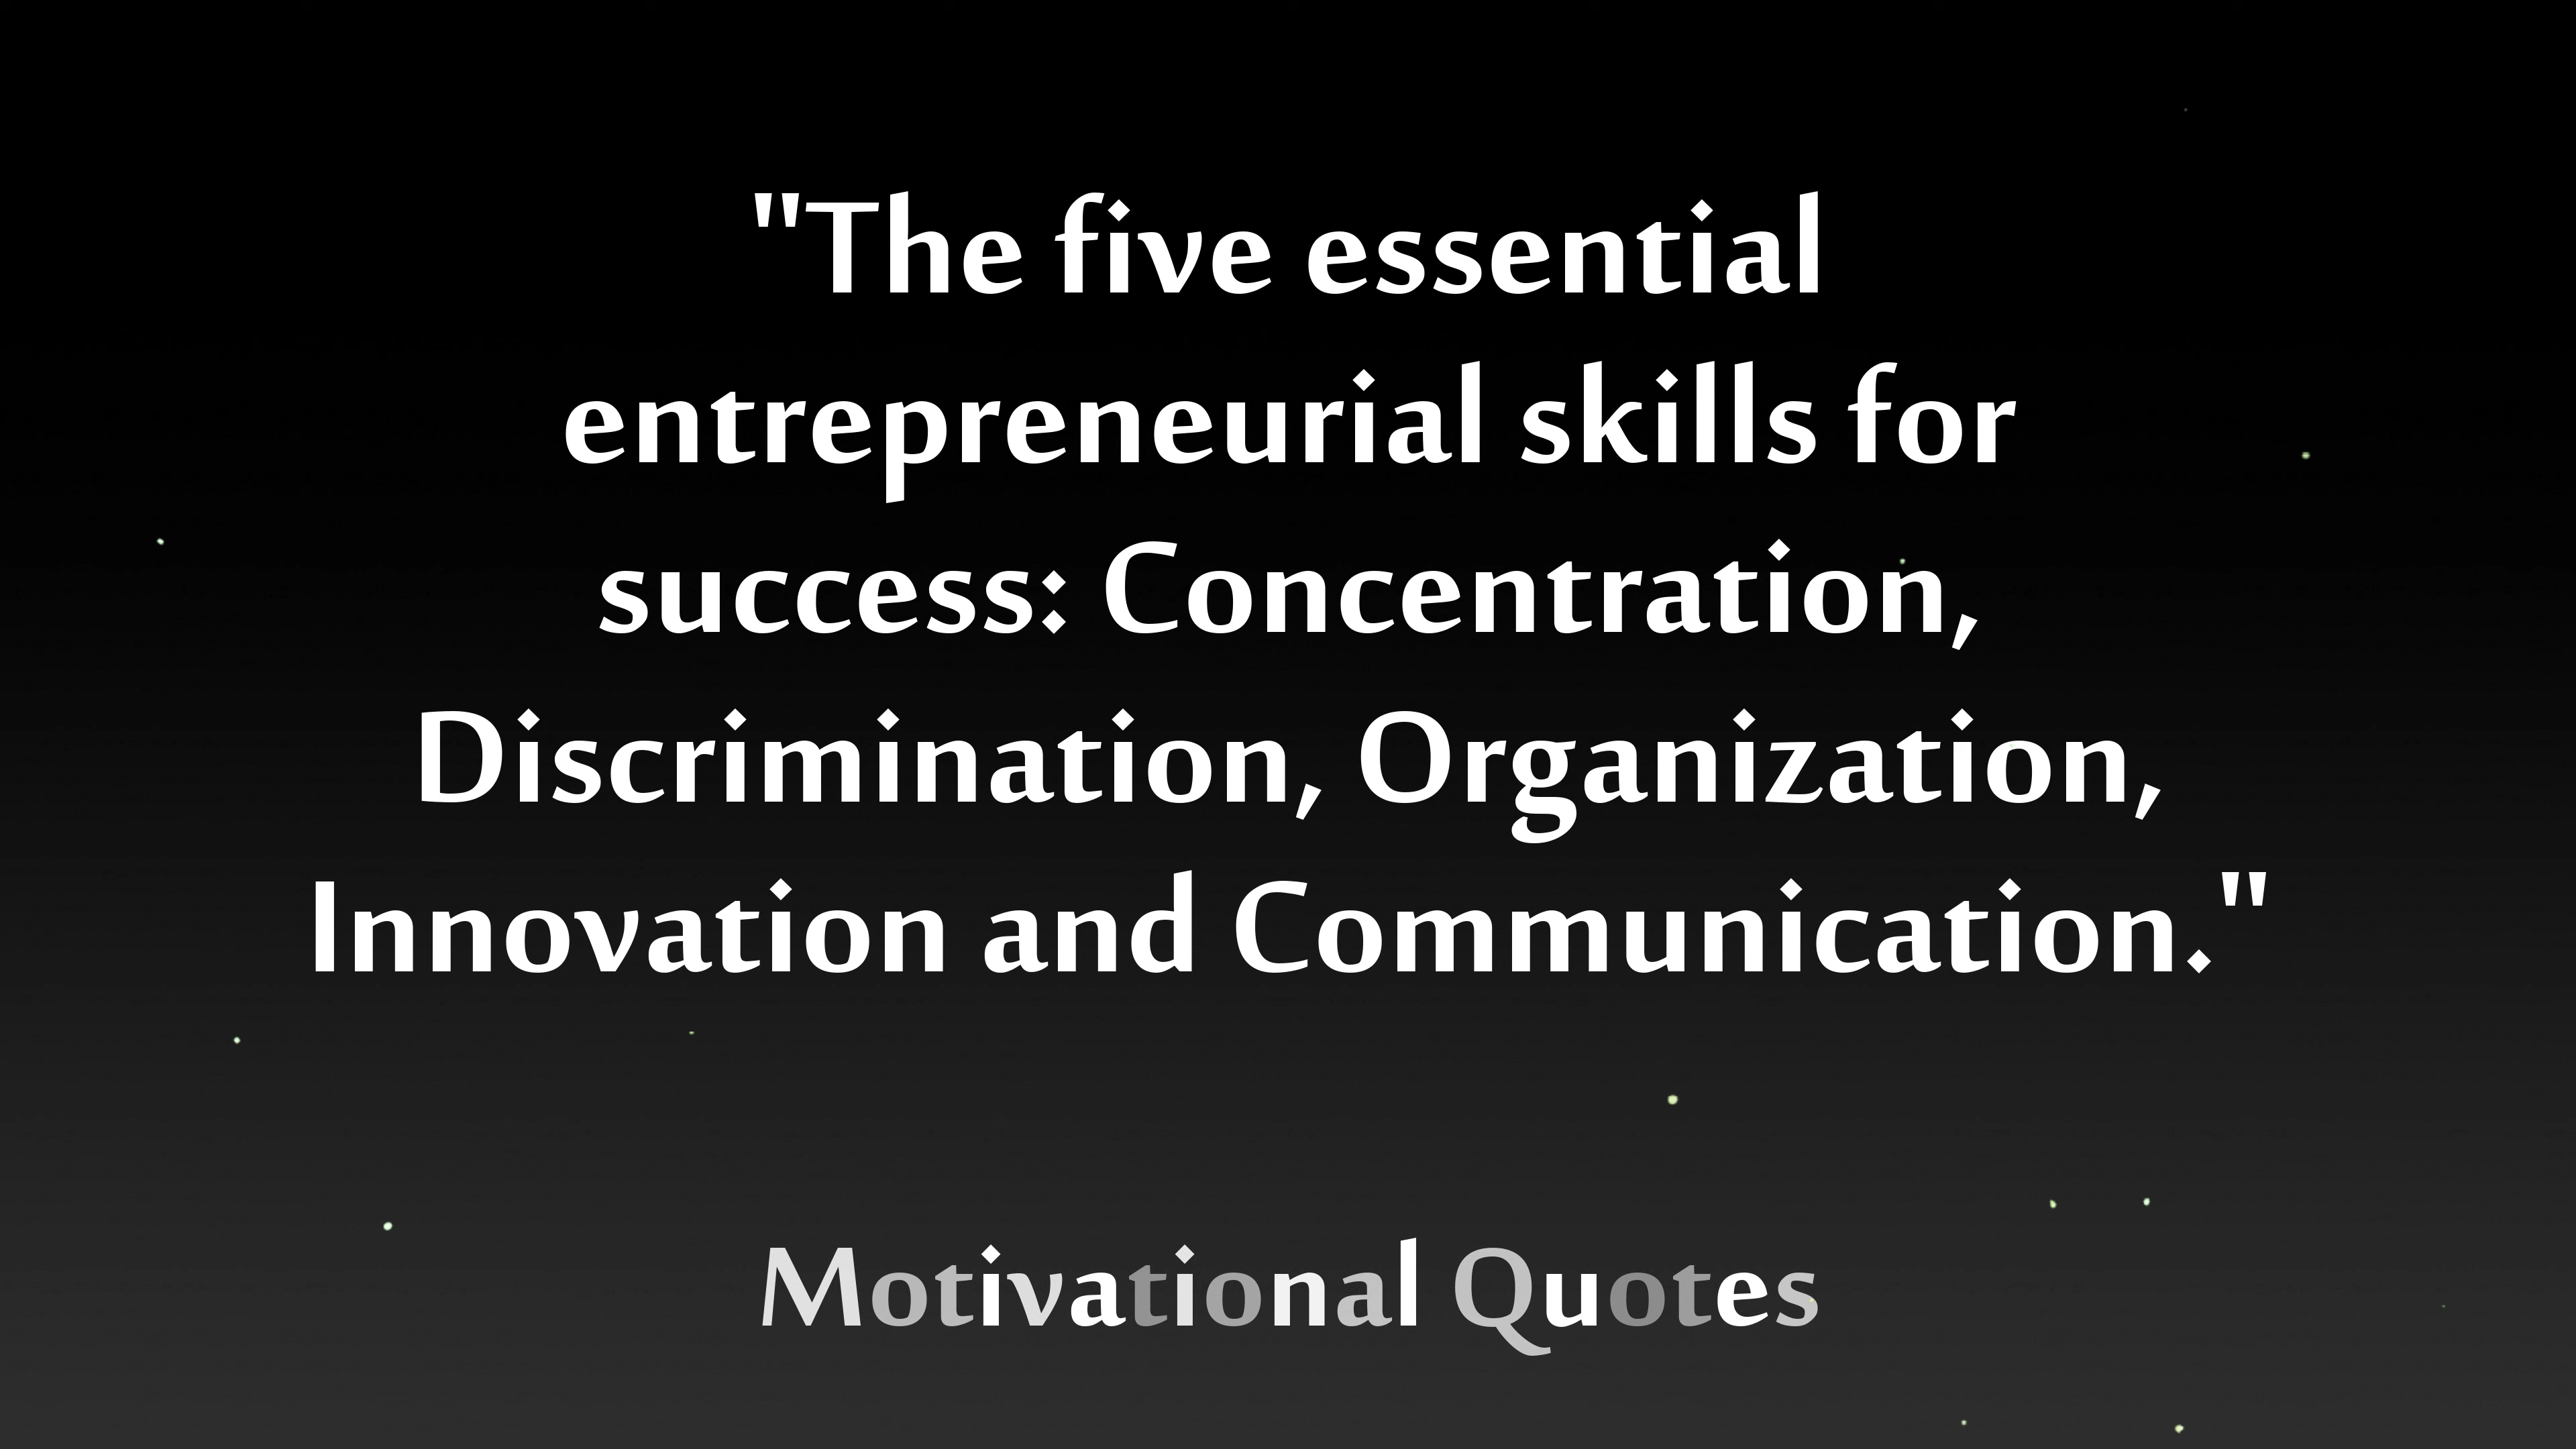 "The five essential
entrepreneurial skills for
success: Concentration,
Discrimination, Organization,
Innovation and Communication."
Motivational Quotes